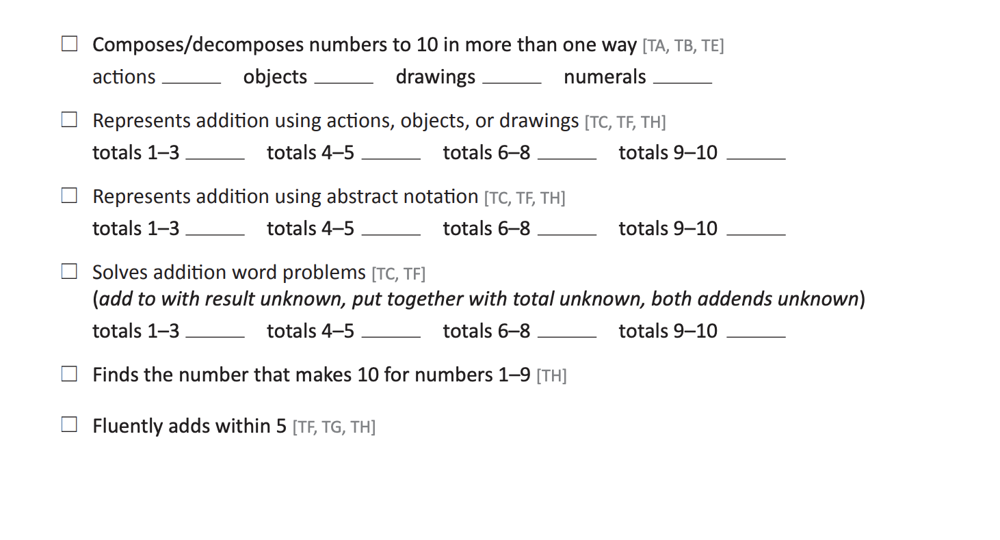 Composes/decomposes numbers to 10 in more than one way [TA, TB, TE]
actions ______ objects ______ drawings ______ numerals ______
Represents addition using actions, objects, or drawings [TC, TF, TH]
totals 1–3 ______ totals 4–5 ______ totals 6–8 ______ totals 9–10 ______
Represents addition using abstract notation [TC, TF, TH]
totals 1–3 ______ totals 4–5 ______ totals 6–8 ______ totals 9–10 ______
Solves addition word problems [TC, TF]
(add to with result unknown, put together with total unknown, both addends unknown)
totals 1–3 ______ totals 4–5 ______ totals 6–8 ______ totals 9–10 ______
Finds the number that makes 10 for numbers 1–9 [TH]
Fluently adds within 5 [TF, TG, TH]